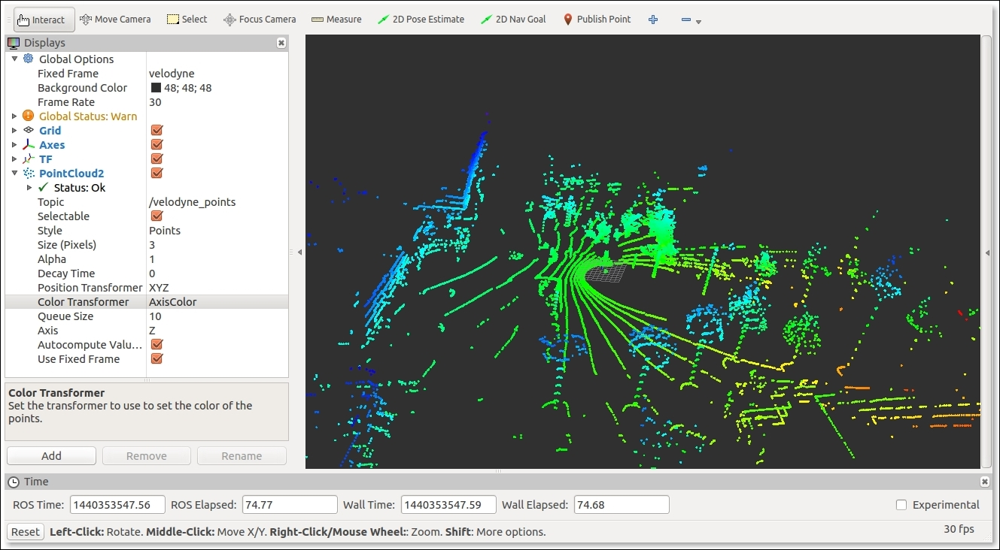 Interact Move Camera Select Focus Camera Measure 2D Pose Estimate 2D Nav Goal Publish Point
Displays
Global Options
Fixed Frame velodyne
Background Color 48; 48; 48
Frame Rate 30
Global Status: Warn
Grid
Axes
TF
PointCloud2
Status: Ok
Topic /velodyne_points
Selectable
Style Points
Size (Pixels) 3
Alpha 1
Decay Time 0
Position Transformer XYZ
Color Transformer AxisColor
Queue Size 10
Axis Z
Autocompute Valu...
Use Fixed Frame
Color Transformer
Set the transformer to use to set the color of the
points.
Add Remove Rename
Time
ROS Time: 1440353547.56 ROS Elapsed: 74.77 Wall Time: 1440353547.59 Wall Elapsed: 74.68 Experimental
Reset Left-Click: Rotate. Middle-Click: Move X/Y. Right-Click/Mouse Wheel:: Zoom. Shift: More options. 30 fps